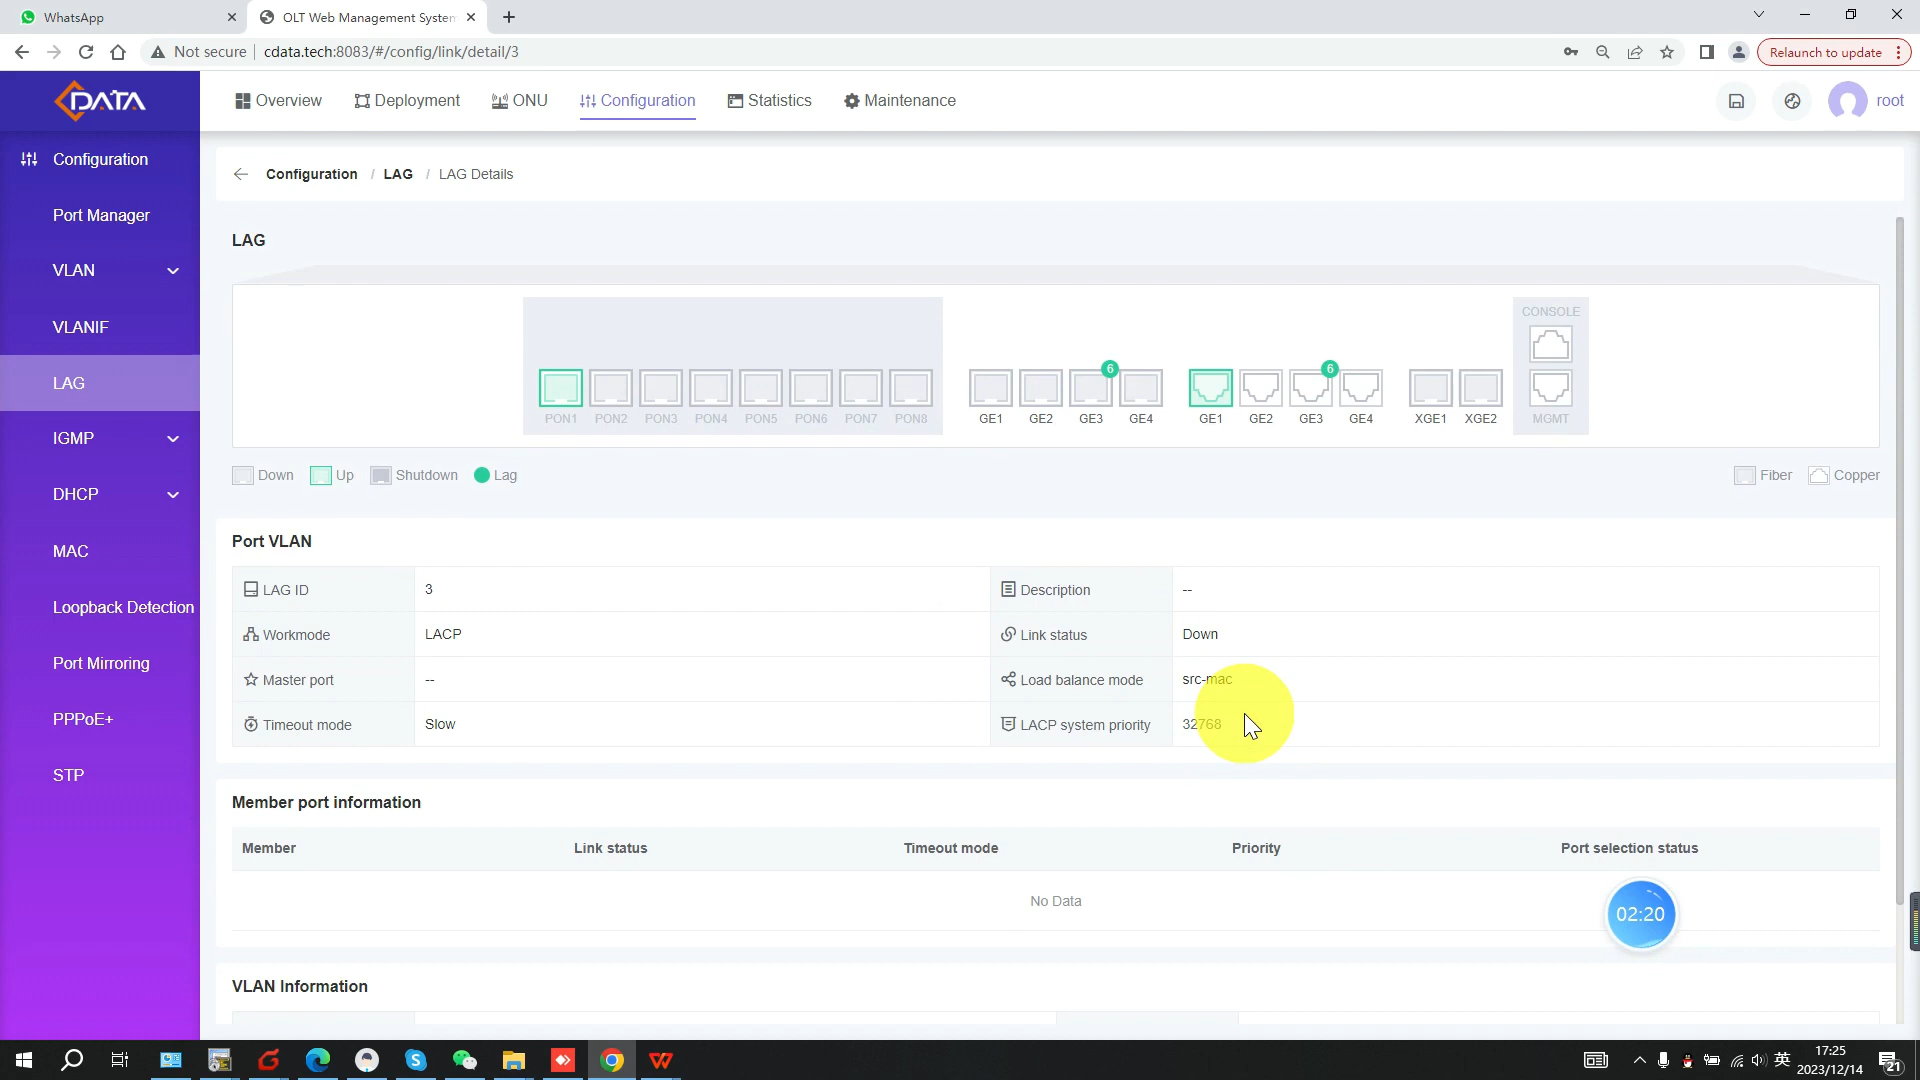 WhatsApp
OLT Web Management System
Not secure
cdata.tech:8083/#/config/link/detail/3
Relaunch to update
DATA
Overview
Deployment
ONU
Configuration
Statistics
Maintenance
root
Configuration
Port Manager
VLAN
VLANIF
LAG
IGMP
DHCP
MAC
Loopback Detection
Port Mirroring
PPPoE+
STP
Configuration / LAG / LAG Details
LAG
CONSOLE
6 6
PON1 PON2 PON3 PON4 PON5 PON6 PON7 PON8 GE1 GE2 GE3 GE4 GE1 GE2 GE3 GE4 XGE1 XGE2 MGMT
Down Up Shutdown Lag Fiber Copper
Port VLAN
LAG ID 3 Description --
Workmode LACP Link status Down
Master port -- Load balance mode src-mac
Timeout mode Slow LACP system priority 32768
Member port information
Member Link status Timeout mode Priority Port selection status
No Data
02:20
VLAN Information
英
17:25
2023/12/14
21